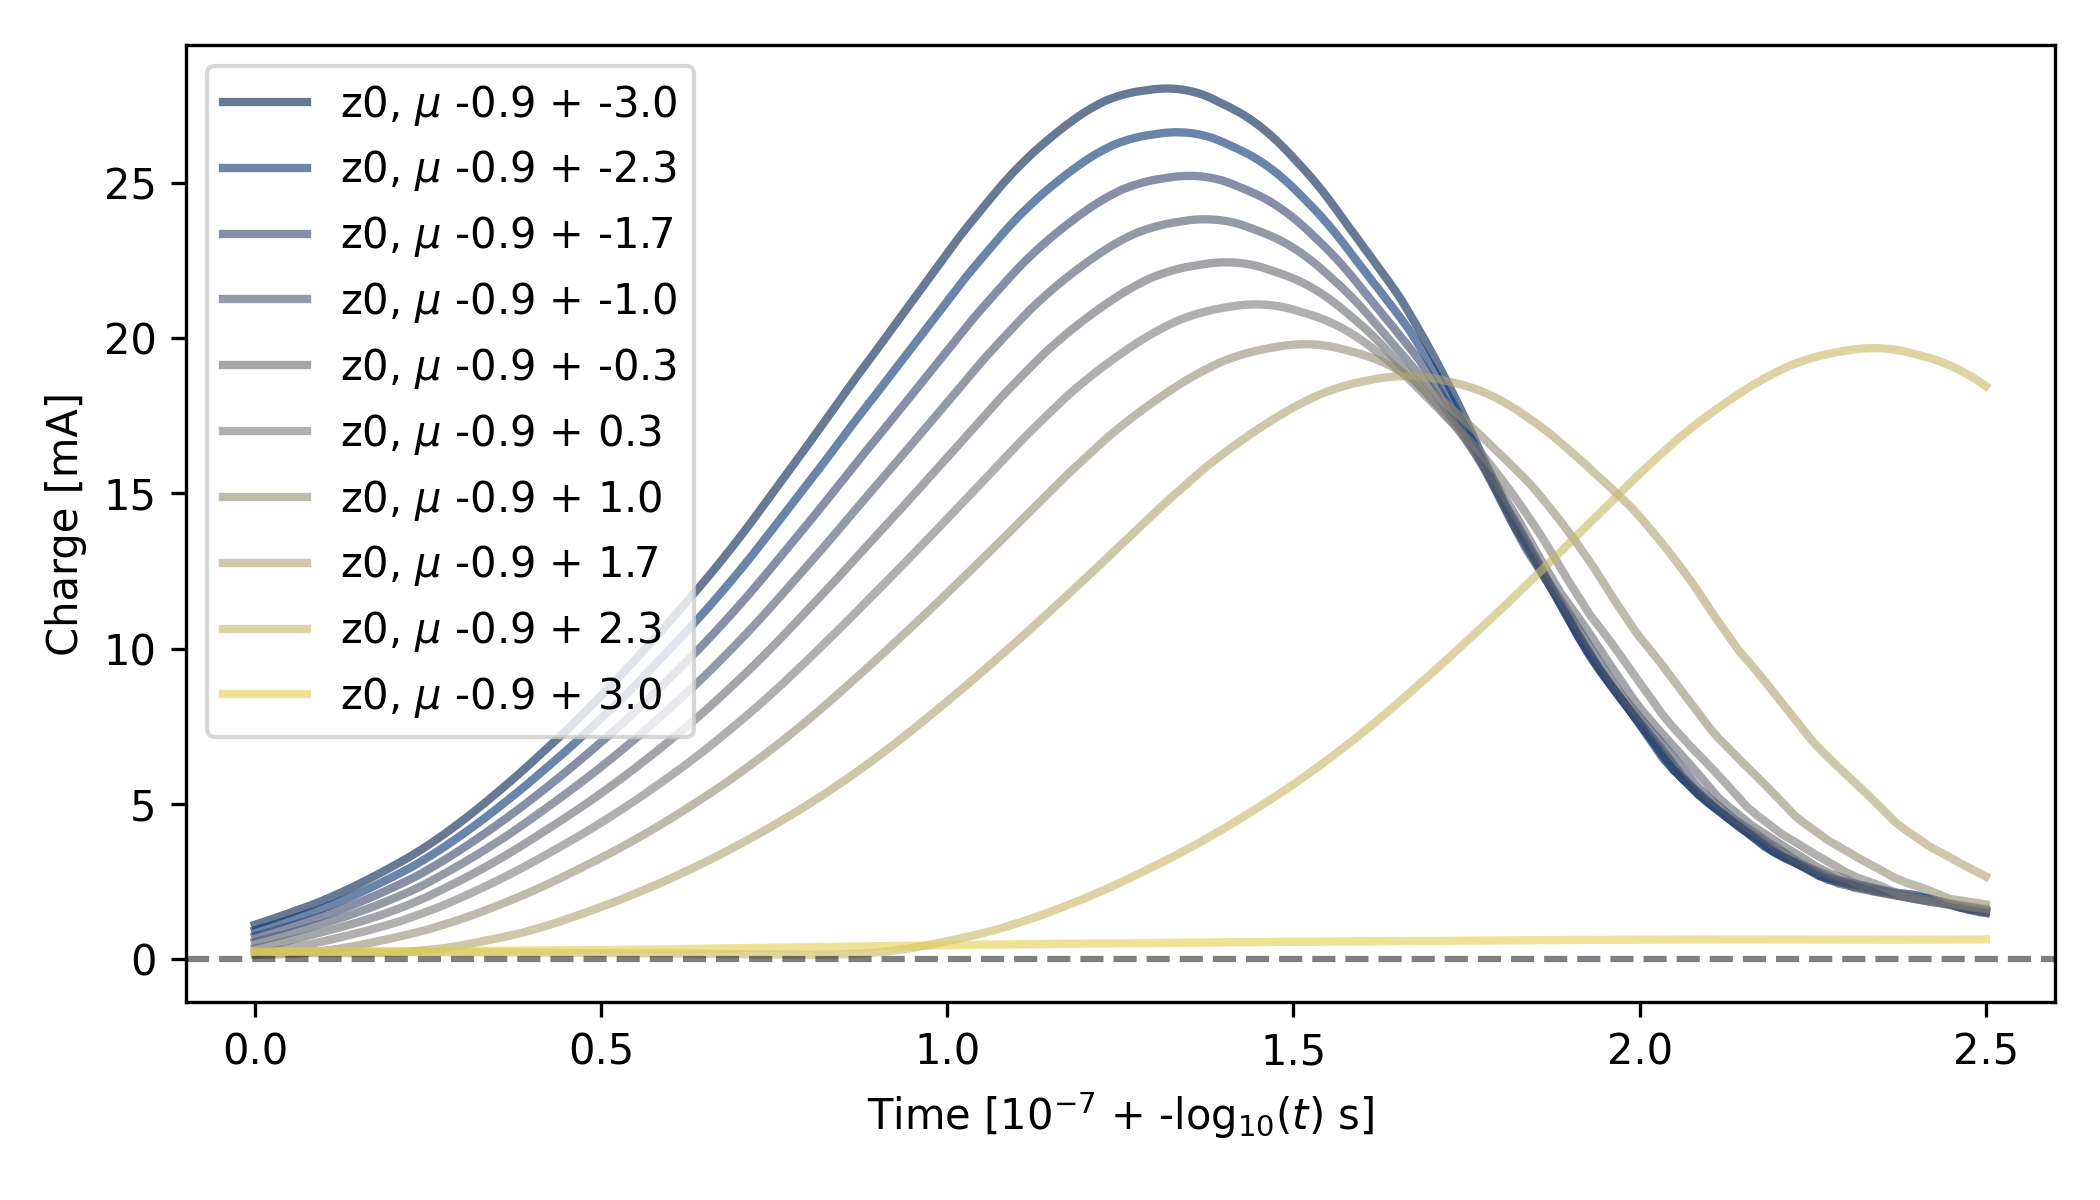 z0, μ -0.9 + -3.0
z0, μ -0.9 + -2.3
z0, μ -0.9 + -1.7
z0, μ -0.9 + -1.0
z0, μ -0.9 + -0.3
z0, μ -0.9 + 0.3
z0, μ -0.9 + 1.0
z0, μ -0.9 + 1.7
z0, μ -0.9 + 2.3
z0, μ -0.9 + 3.0
Charge [mA]
25
20
15
10
5
0
0.0 0.5 1.0 1.5 2.0 2.5
Time [10⁻⁷ + -log₁₀(t) s]